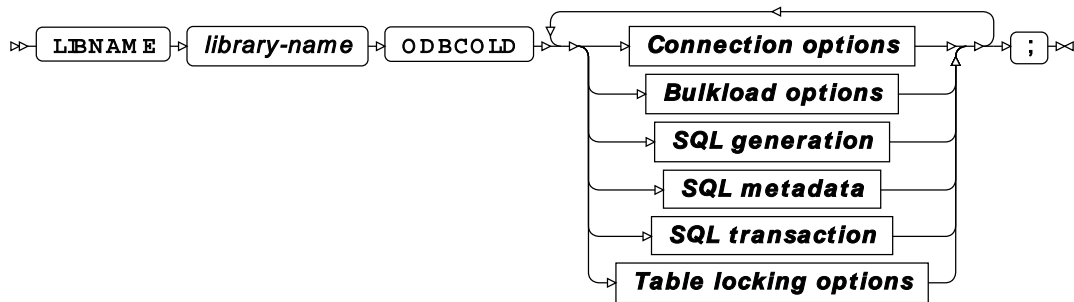 LIBNAME library-name ODBCOLD Connection options ;
Bulkload options
SQL generation
SQL metadata
SQL transaction
Table locking options